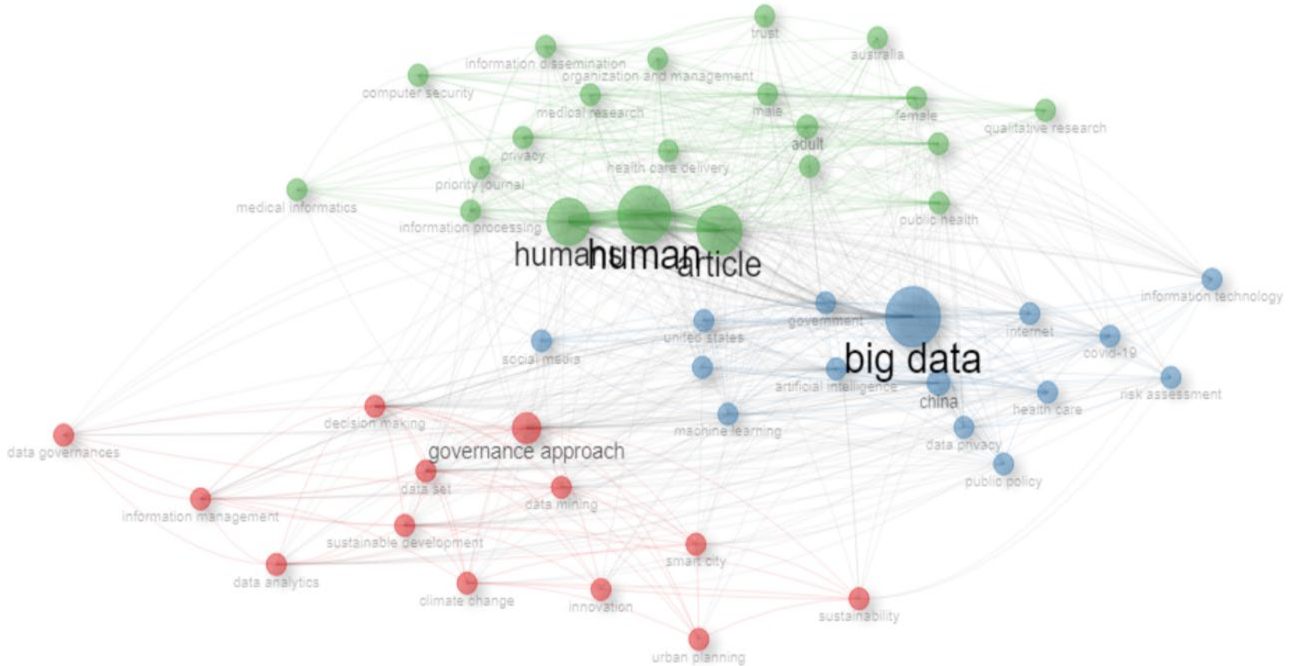 trust
information dissemination
australia
organization and management
computer security
medical research
male
female
qualitative research
privacy
adult
health care delivery
priority journal
medical informatics
information processing
public health
humans
human
article
information technology
government
united states
internet
social media
covid-19
big data
artificial intelligence
china
risk assessment
health care
decision making
machine learning
data privacy
data governances
governance approach
public policy
data set
data mining
information management
sustainable development
smart city
data analytics
climate change
innovation
sustainability
urban planning